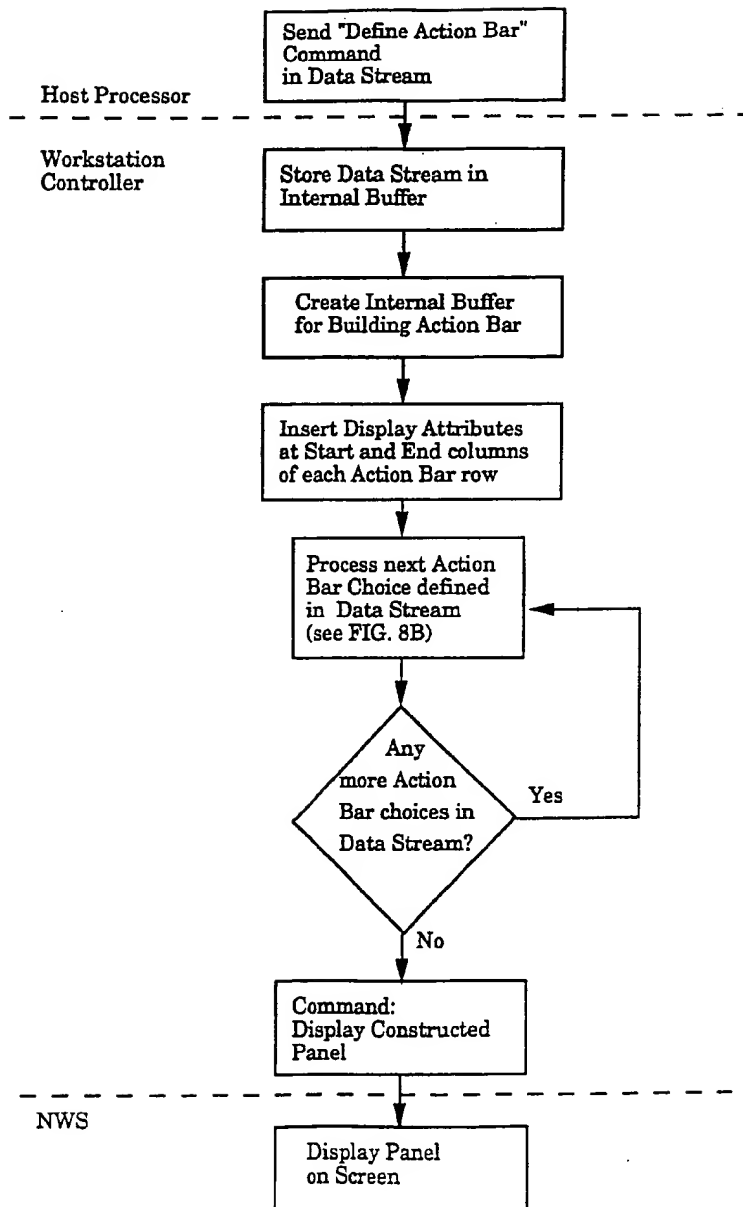 Send "Define Action Bar"
Command
in Data Stream
Host Processor
Workstation
Controller
Store Data Stream in
Internal Buffer
Create Internal Buffer
for Building Action Bar
Insert Display Attributes
at Start and End columns
of each Action Bar row
Process next Action
Bar Choice defined
in Data Stream
(see FIG. 8B)
Any
more Action
Bar choices in
Data Stream?
Yes
No
Command:
Display Constructed
Panel
NWS
Display Panel
on Screen